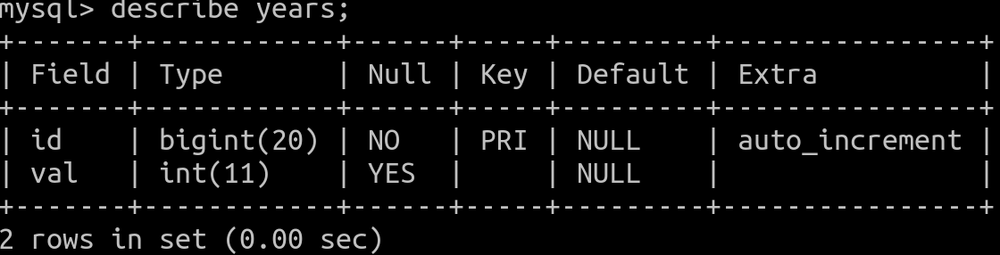 mysql> describe years;
+-------+------------+------+-----+---------+----------------+
| Field | Type       | Null | Key | Default | Extra          |
+-------+------------+------+-----+---------+----------------+
| id    | bigint(20) | NO   | PRI | NULL    | auto_increment |
| val   | int(11)    | YES  |     | NULL    |                |
+-------+------------+------+-----+---------+----------------+
2 rows in set (0.00 sec)